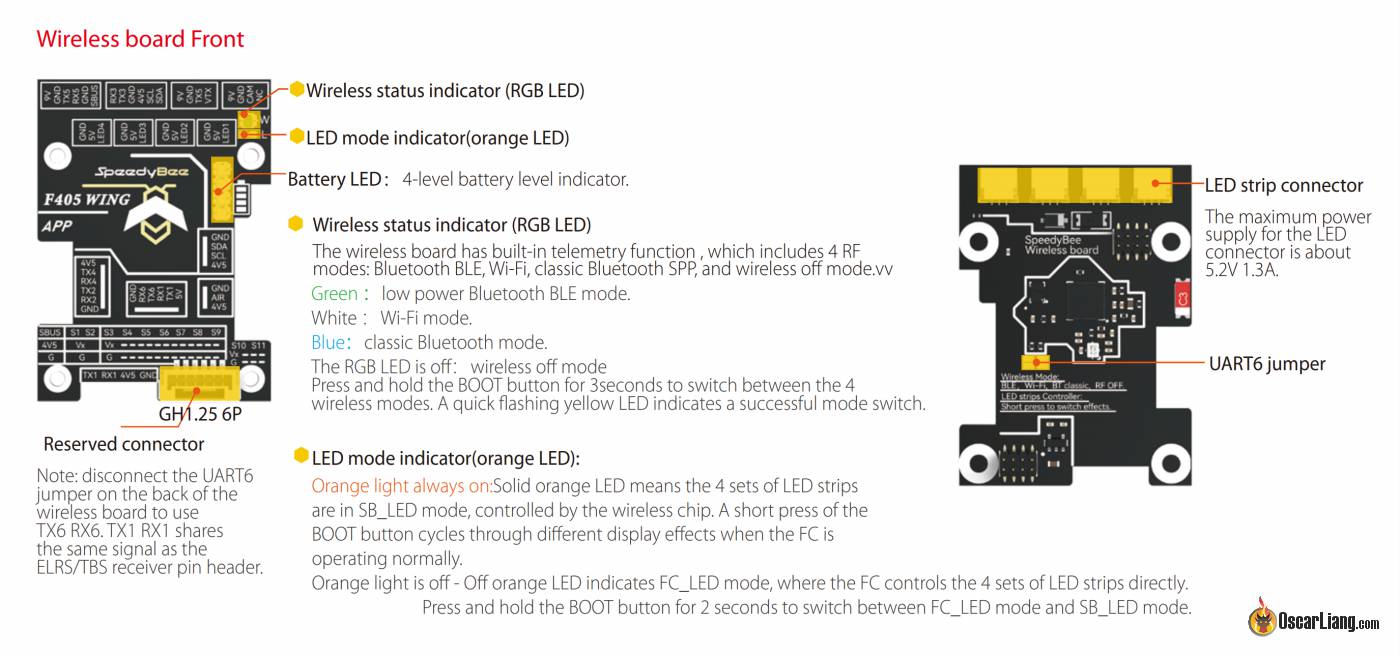 Wireless board Front
9V GND TX5 RX5 GND SBUS
RX3 TX3 GND 4V5 SCL SDA
9V GND TX5 VTX
9V GND CAM NC
W
GND 5V LED4
GND 5V LED3
GND 5V LED2
GND 5V LED1
SpeedyBee
F405 WING
APP
GND
SDA
SCL
4V5
4V5
TX4
RX4
TX2
RX2
GND
GND RX6 TX6 RX1 TX1 5V
GND
AIR
4V5
SBUS S1 S2 S3 S4 S5 S6 S7 S8 S9
S10 S11
4V5 Vx Vx Vx
G G G G
TX1 RX1 4V5 GND
GH1.25 6P
Reserved connector
Note: disconnect the UART6
jumper on the back of the
wireless board to use
TX6 RX6. TX1 RX1 shares
the same signal as the
ELRS/TBS receiver pin header.
Wireless status indicator (RGB LED)
LED mode indicator(orange LED)
Battery LED： 4-level battery level indicator.
Wireless status indicator (RGB LED)
The wireless board has built-in telemetry function , which includes 4 RF
modes: Bluetooth BLE, Wi-Fi, classic Bluetooth SPP, and wireless off mode.vv
Green： low power Bluetooth BLE mode.
White： Wi-Fi mode.
Blue： classic Bluetooth mode.
The RGB LED is off： wireless off mode
Press and hold the BOOT button for 3seconds to switch between the 4
wireless modes. A quick flashing yellow LED indicates a successful mode switch.
LED mode indicator(orange LED):
Orange light always on:Solid orange LED means the 4 sets of LED strips
are in SB_LED mode, controlled by the wireless chip. A short press of the
BOOT button cycles through different display effects when the FC is
operating normally.
Orange light is off - Off orange LED indicates FC_LED mode, where the FC controls the 4 sets of LED strips directly.
Press and hold the BOOT button for 2 seconds to switch between FC_LED mode and SB_LED mode.
LED strip connector
The maximum power
supply for the LED
connector is about
5.2V 1.3A.
UART6 jumper
SpeedyBee
Wireless board
C3
Wireless Mode:
BLE, Wi-Fi, BT classic, RF OFF.
LED strips Controller:
Short press to switch effects.
OscarLiang.com